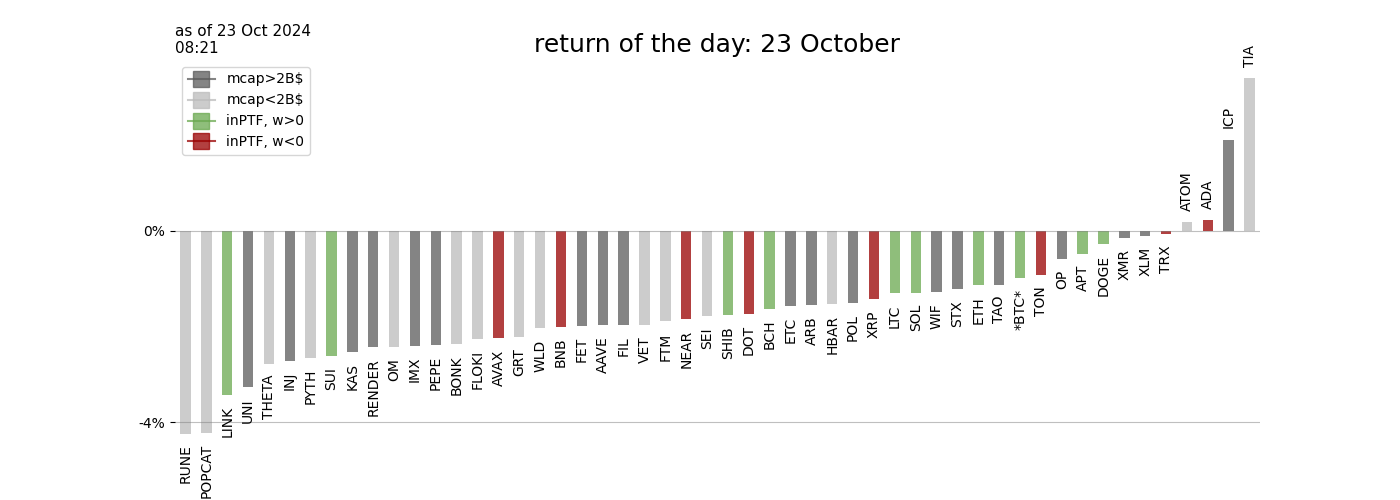 as of 23 Oct 2024
08:21
return of the day: 23 October
mcap>2B$
mcap<2B$
inPTF, w>0
inPTF, w<0
0%
-4%
RUNE
POPCAT
LINK
UNI
THETA
INJ
PYTH
SUI
KAS
RENDER
OM
IMX
PEPE
BONK
FLOKI
AVAX
GRT
WLD
BNB
FET
AAVE
FIL
VET
FTM
NEAR
SEI
SHIB
DOT
BCH
ETC
ARB
HBAR
POL
XRP
LTC
SOL
WIF
STX
ETH
TAO
*BTC*
TON
OP
APT
DOGE
XMR
XLM
TRX
ATOM
ADA
ICP
TIA